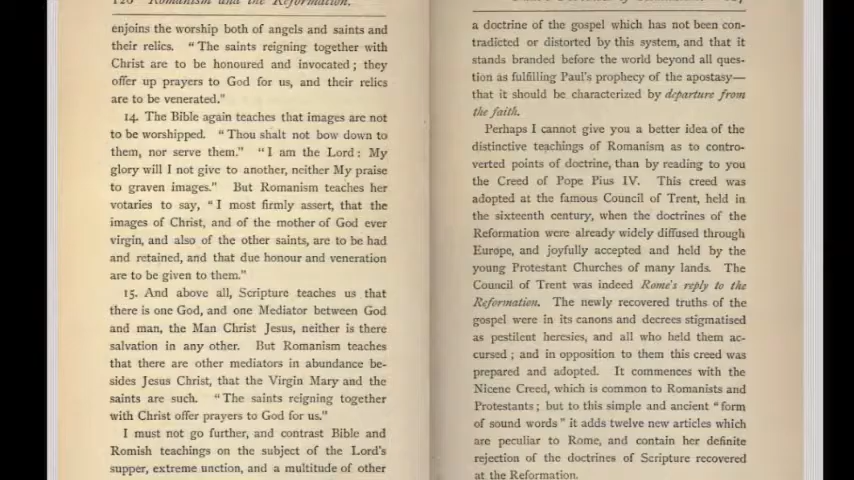 Romanism and the Reformation.
enjoins the worship both of angels and saints and
their relics. “The saints reigning together with
Christ are to be honoured and invocated; they
offer up prayers to God for us, and their relics
are to be venerated.”
14. The Bible again teaches that images are not
to be worshipped. “Thou shalt not bow down to
them, nor serve them.” “I am the Lord: My
glory will I not give to another, neither My praise
to graven images.” But Romanism teaches her
votaries to say, “I most firmly assert, that the
images of Christ, and of the mother of God ever
virgin, and also of the other saints, are to be had
and retained, and that due honour and veneration
are to be given to them.”
15. And above all, Scripture teaches us that
there is one God, and one Mediator between God
and man, the Man Christ Jesus, neither is there
salvation in any other. But Romanism teaches
that there are other mediators in abundance be-
sides Jesus Christ, that the Virgin Mary and the
saints are such. “The saints reigning together
with Christ offer prayers to God for us.”
I must not go further, and contrast Bible and
Romish teachings on the subject of the Lord’s
supper, extreme unction, and a multitude of other
a doctrine of the gospel which has not been con-
tradicted or distorted by this system, and that it
stands branded before the world beyond all ques-
tion as fulfilling Paul’s prophecy of the apostasy—
that it should be characterized by departure from
the faith.
Perhaps I cannot give you a better idea of the
distinctive teachings of Romanism as to contro-
verted points of doctrine, than by reading to you
the Creed of Pope Pius IV. This creed was
adopted at the famous Council of Trent, held in
the sixteenth century, when the doctrines of the
Reformation were already widely diffused through
Europe, and joyfully accepted and held by the
young Protestant Churches of many lands. The
Council of Trent was indeed Rome’s reply to the
Reformation. The newly recovered truths of the
gospel were in its canons and decrees stigmatised
as pestilent heresies, and all who held them ac-
cursed; and in opposition to them this creed was
prepared and adopted. It commences with the
Nicene Creed, which is common to Romanists and
Protestants; but to this simple and ancient “form
of sound words” it adds twelve new articles which
are peculiar to Rome, and contain her definite
rejection of the doctrines of Scripture recovered
at the Reformation.